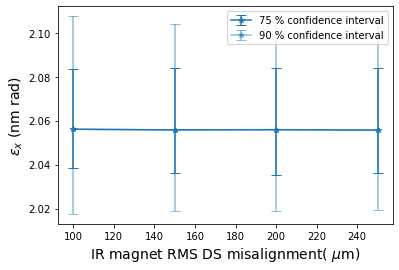 2.10
2.08
2.06
2.04
2.02
εx (nm rad)
75 % confidence interval
90 % confidence interval
100 120 140 160 180 200 220 240
IR magnet RMS DS misalignment( μm)